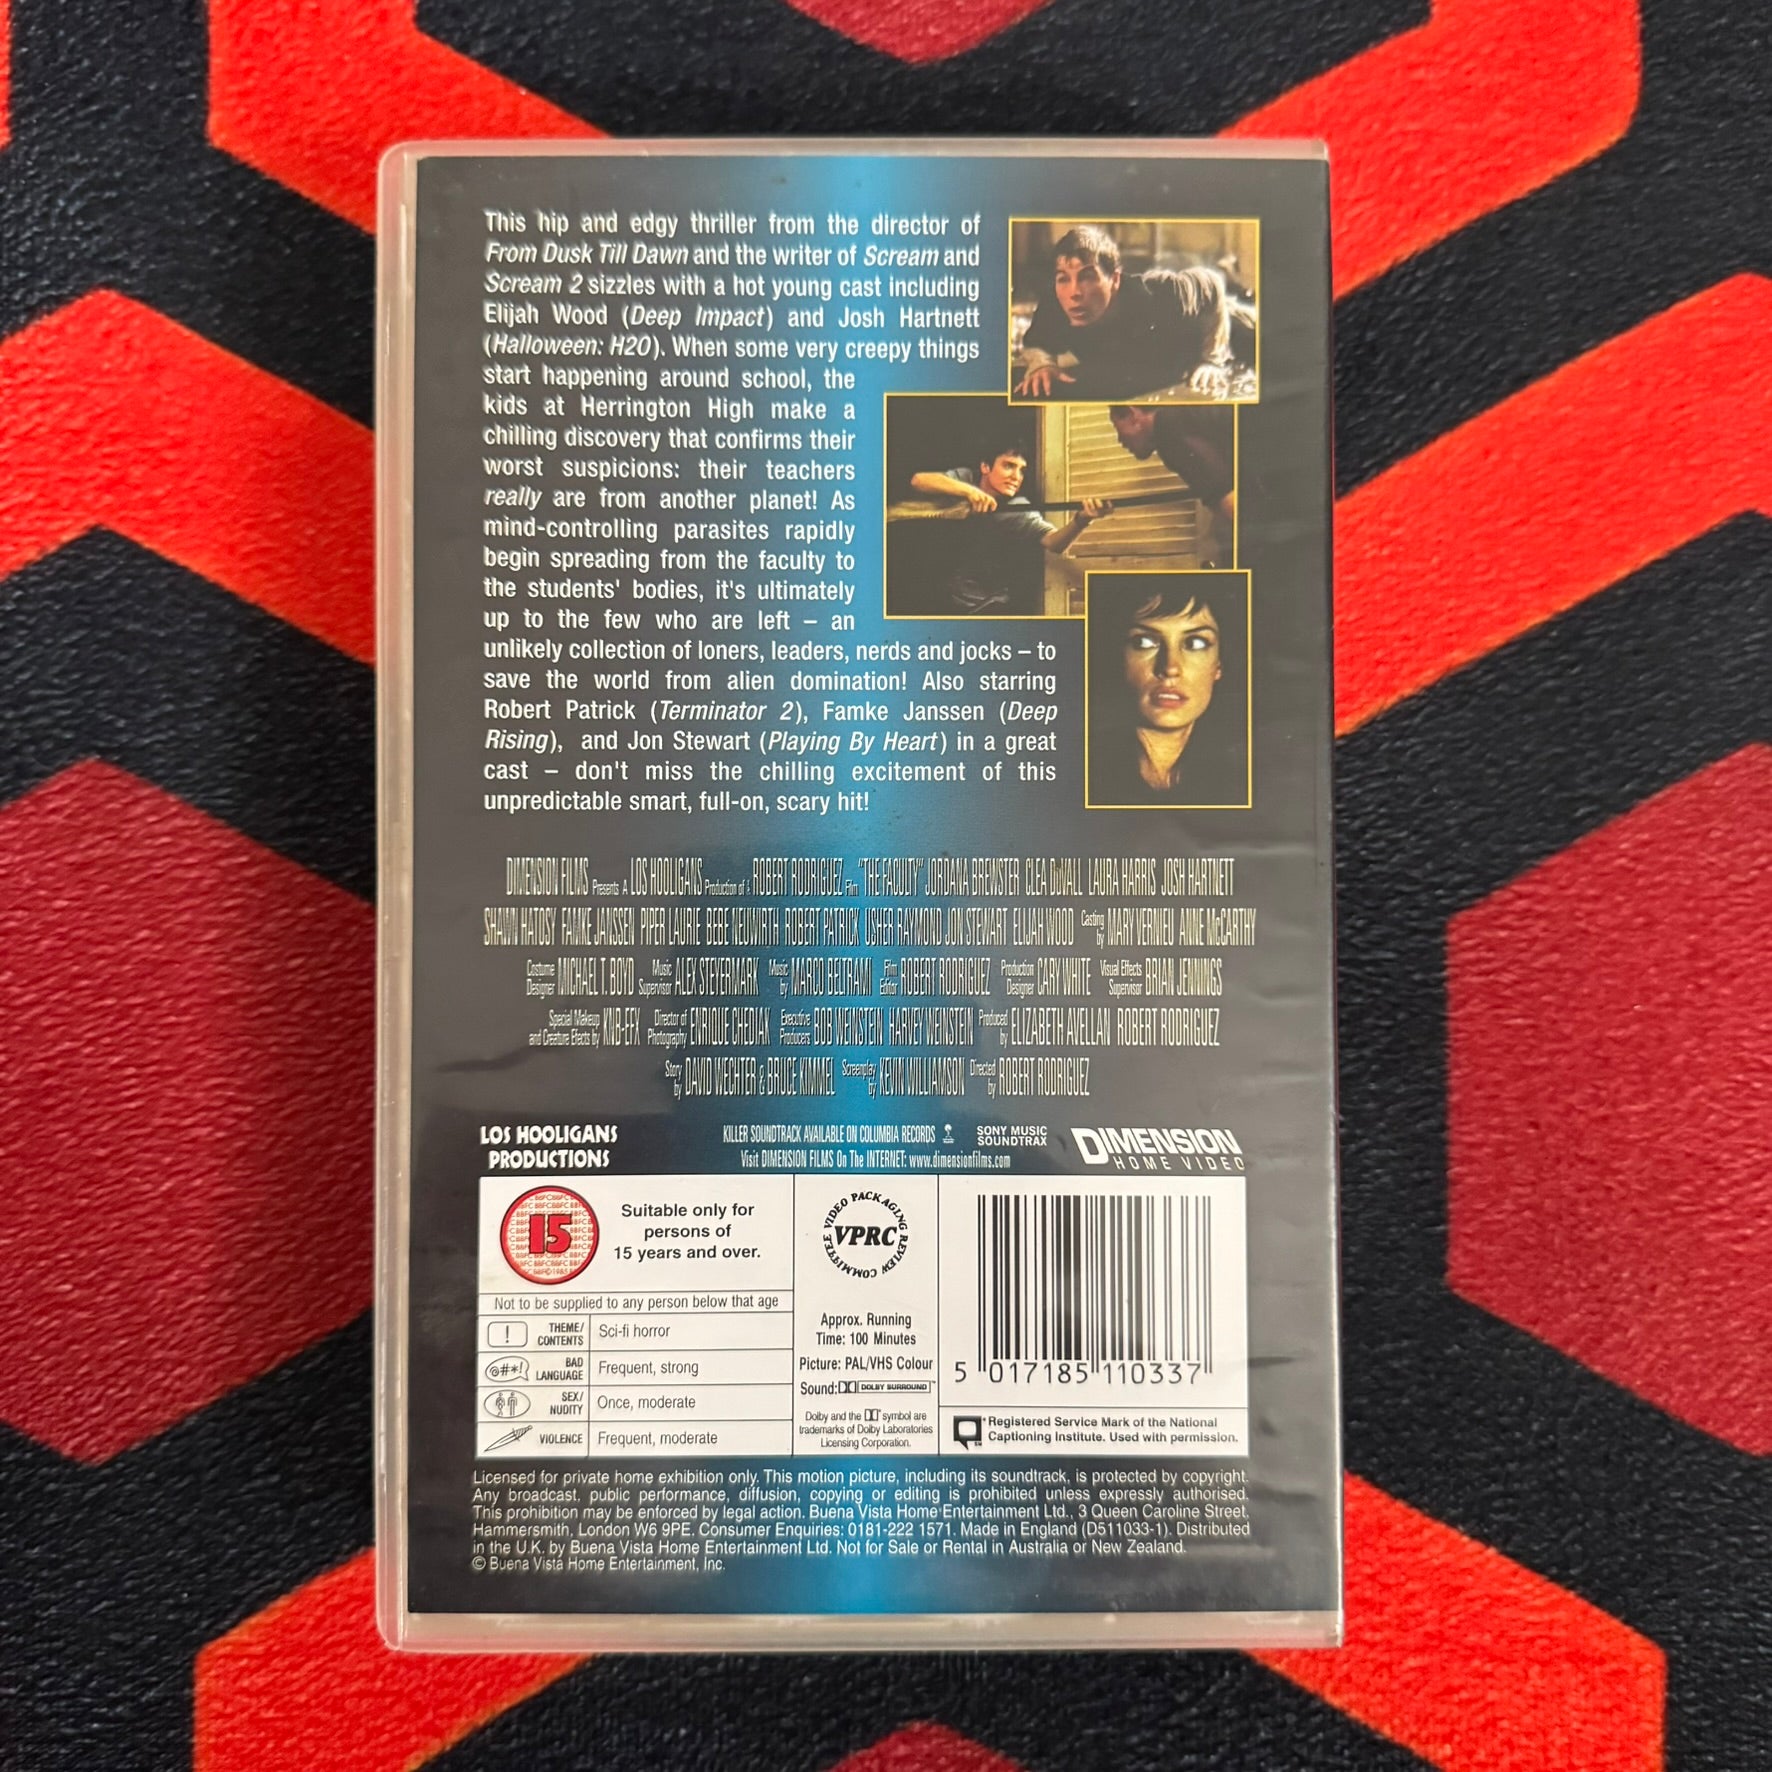 This hip and edgy thriller from the director of
From Dusk Till Dawn and the writer of Scream and
Scream 2 sizzles with a hot young cast including
Elijah Wood (Deep Impact) and Josh Hartnett
(Halloween: H2O). When some very creepy things
start happening around school, the
kids at Herrington High make a
chilling discovery that confirms their
worst suspicions: their teachers
really are from another planet! As
mind-controlling parasites rapidly
begin spreading from the faculty to
the students' bodies, it's ultimately
up to the few who are left – an
unlikely collection of loners, leaders, nerds and jocks – to
save the world from alien domination! Also starring
Robert Patrick (Terminator 2), Famke Janssen (Deep
Rising), and Jon Stewart (Playing By Heart) in a great
cast – don't miss the chilling excitement of this
unpredictable smart, full-on, scary hit!
DIMENSION FILMS Presents A LOS HOOLIGANS Production of A ROBERT RODRIGUEZ Film "THE FACULTY" JORDANA BREWSTER CLEA DUVALL LAURA HARRIS JOSH HARTNETT
SHAWN HATOSY FAMKE JANSSEN PIPER LAURIE BEBE NEUWIRTH ROBERT PATRICK USHER RAYMOND JON STEWART ELIJAH WOOD Casting by MARY VERNIEU ANNE McCARTHY
Costume Designer MICHAEL T. BOYD Music Supervisor ALEX STEYERMARK Music by MARCO BELTRAMI Film Editor ROBERT RODRIGUEZ Production Designer CARY WHITE Visual Effects Supervisor BRIAN JENNINGS
Special Makeup and Creature Efects by KNB-EFX Director of Photography ENRIQUE CHEDIAK Executive Producers BOB WEINSTEIN HARVEY WEINSTEIN Produced by ELIZABETH AVELLAN ROBERT RODRIGUEZ
Story by DAVID WECHTER & BRUCE KIMMEL Screenplay by KEVIN WILLIAMSON Directed by ROBERT RODRIGUEZ
LOS HOOLIGANS
PRODUCTIONS
KILLER SOUNDTRACK AVAILABLE ON COLUMBIA RECORDS
Visit DIMENSION FILMS On The INTERNET: www.dimensionfilms.com
SONY MUSIC
SOUNDTRAX
DIMENSION
HOME VIDEO
15
Suitable only for
persons of
15 years and over.
Not to be supplied to any person below that age
! THEME/CONTENTS Sci-fi horror
@#*! BAD LANGUAGE Frequent, strong
SEX/NUDITY Once, moderate
VIOLENCE Frequent, moderate
VIDEO PACKAGING REVIEW COMMITTEE
VPRC
Approx. Running
Time: 100 Minutes
Picture: PAL/VHS Colour
Sound: DOLBY SURROUND™
Dolby and the symbol are
trademarks of Dolby Laboratories
Licensing Corporation.
5 017185 110337
Registered Service Mark of the National
Captioning Institute. Used with permission.
Licensed for private home exhibition only. This motion picture, including its soundtrack, is protected by copyright.
Any broadcast, public performance, diffusion, copying or editing is prohibited unless expressly authorised.
This prohibition may be enforced by legal action. Buena Vista Home Entertainment Ltd., 3 Queen Caroline Street,
Hammersmith, London W6 9PE. Consumer Enquiries: 0181-222 1571. Made in England (D511033-1). Distributed
in the U.K. by Buena Vista Home Entertainment Ltd. Not for Sale or Rental in Australia or New Zealand.
© Buena Vista Home Entertainment, Inc.